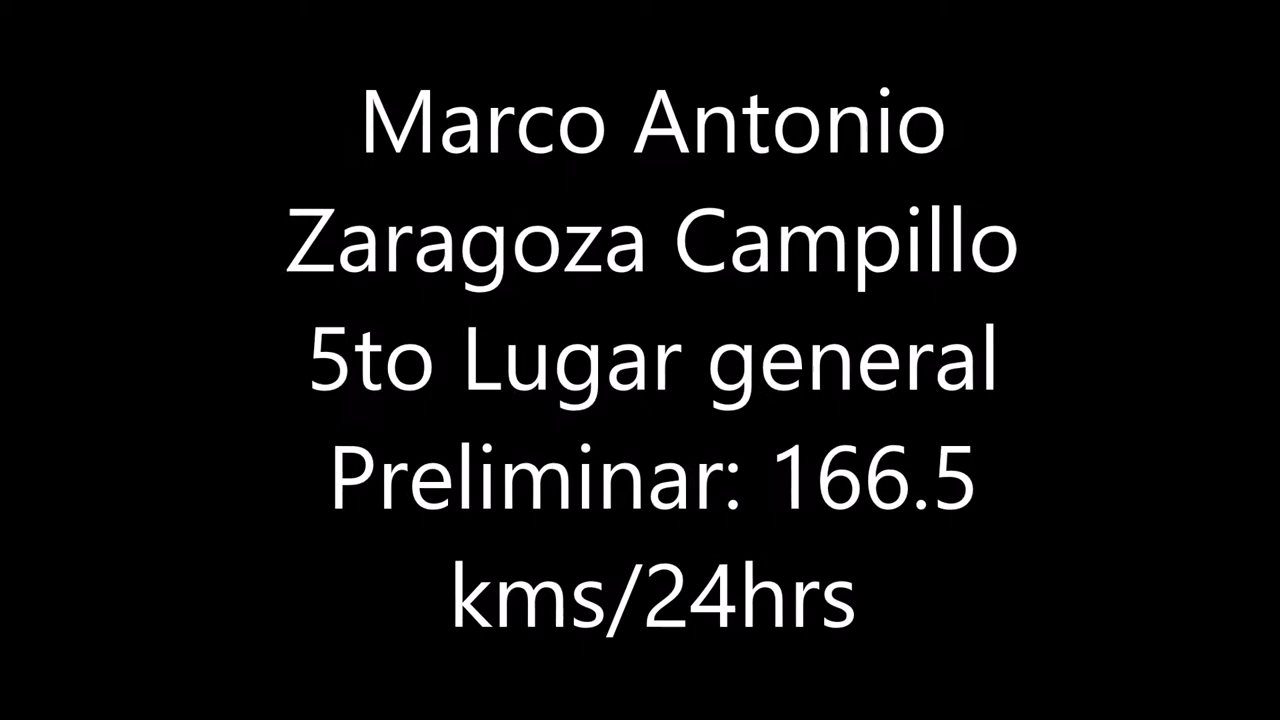 Marco Antonio
Zaragoza Campillo
5to Lugar general
Preliminar: 166.5
kms/24hrs